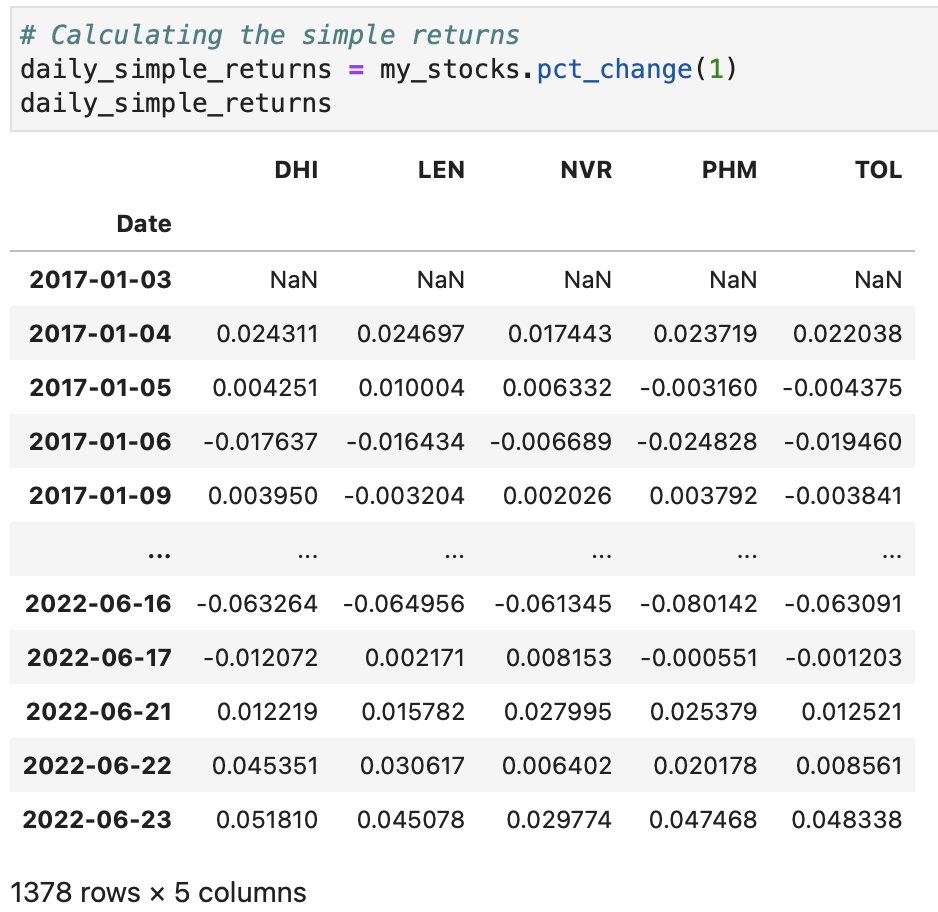 # Calculating the simple returns
daily_simple_returns = my_stocks.pct_change(1)
daily_simple_returns
DHI LEN NVR PHM TOL
Date
2017-01-03 NaN NaN NaN NaN NaN
2017-01-04 0.024311 0.024697 0.017443 0.023719 0.022038
2017-01-05 0.004251 0.010004 0.006332 -0.003160 -0.004375
2017-01-06 -0.017637 -0.016434 -0.006689 -0.024828 -0.019460
2017-01-09 0.003950 -0.003204 0.002026 0.003792 -0.003841
... ... ... ... ... ...
2022-06-16 -0.063264 -0.064956 -0.061345 -0.080142 -0.063091
2022-06-17 -0.012072 0.002171 0.008153 -0.000551 -0.001203
2022-06-21 0.012219 0.015782 0.027995 0.025379 0.012521
2022-06-22 0.045351 0.030617 0.006402 0.020178 0.008561
2022-06-23 0.051810 0.045078 0.029774 0.047468 0.048338
1378 rows × 5 columns